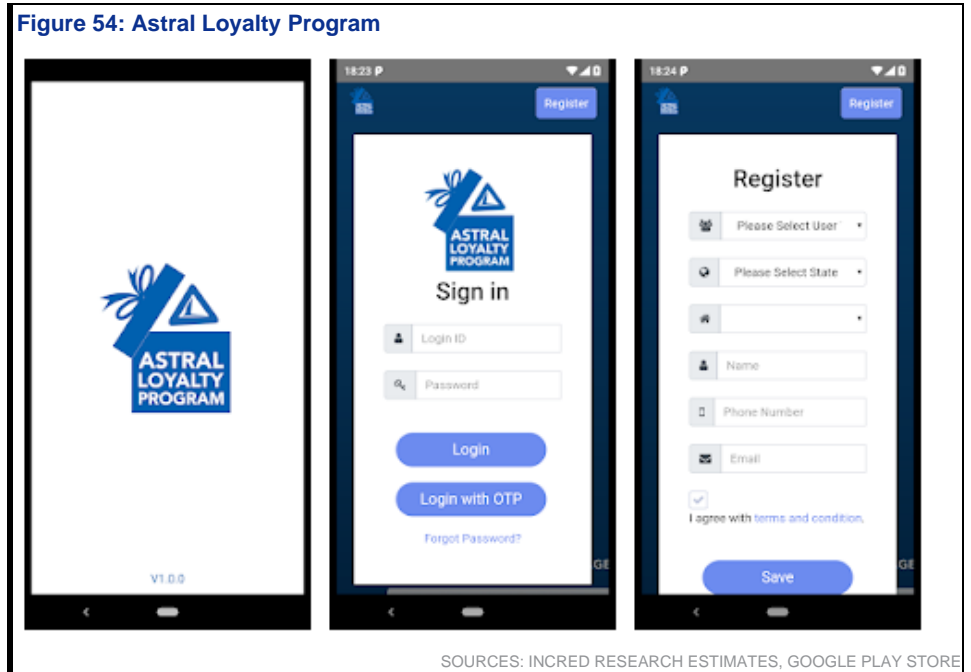 Figure 54: Astral Loyalty Program
ASTRAL
LOYALTY
PROGRAM
V1.0.0
18:23 P
Register
ASTRAL
LOYALTY
PROGRAM
Sign in
Login ID
Password
Login
Login with OTP
Forgot Password?
GE
18:24 P
Register
Register
Please Select User
Please Select State
Name
Phone Number
Email
I agree with terms and condition.
Save
GE
SOURCES: INCRED RESEARCH ESTIMATES, GOOGLE PLAY STORE